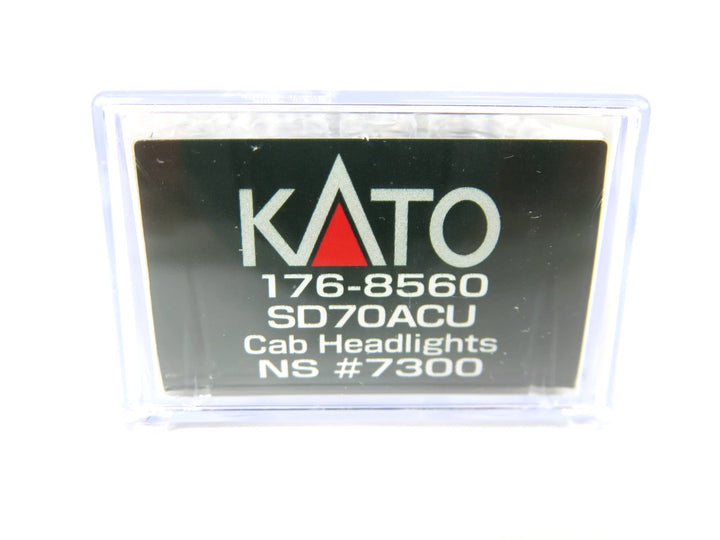 KATO
176-8560
SD70ACU
Cab Headlights
NS #7300